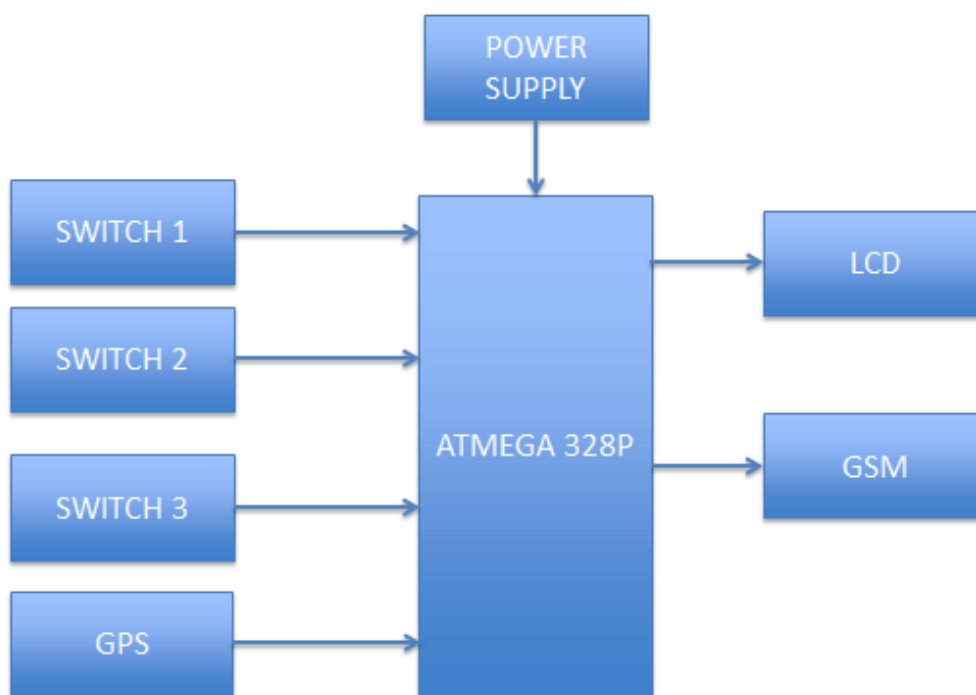 POWER
SUPPLY
SWITCH 1
SWITCH 2
SWITCH 3
GPS
ATMEGA 328P
LCD
GSM